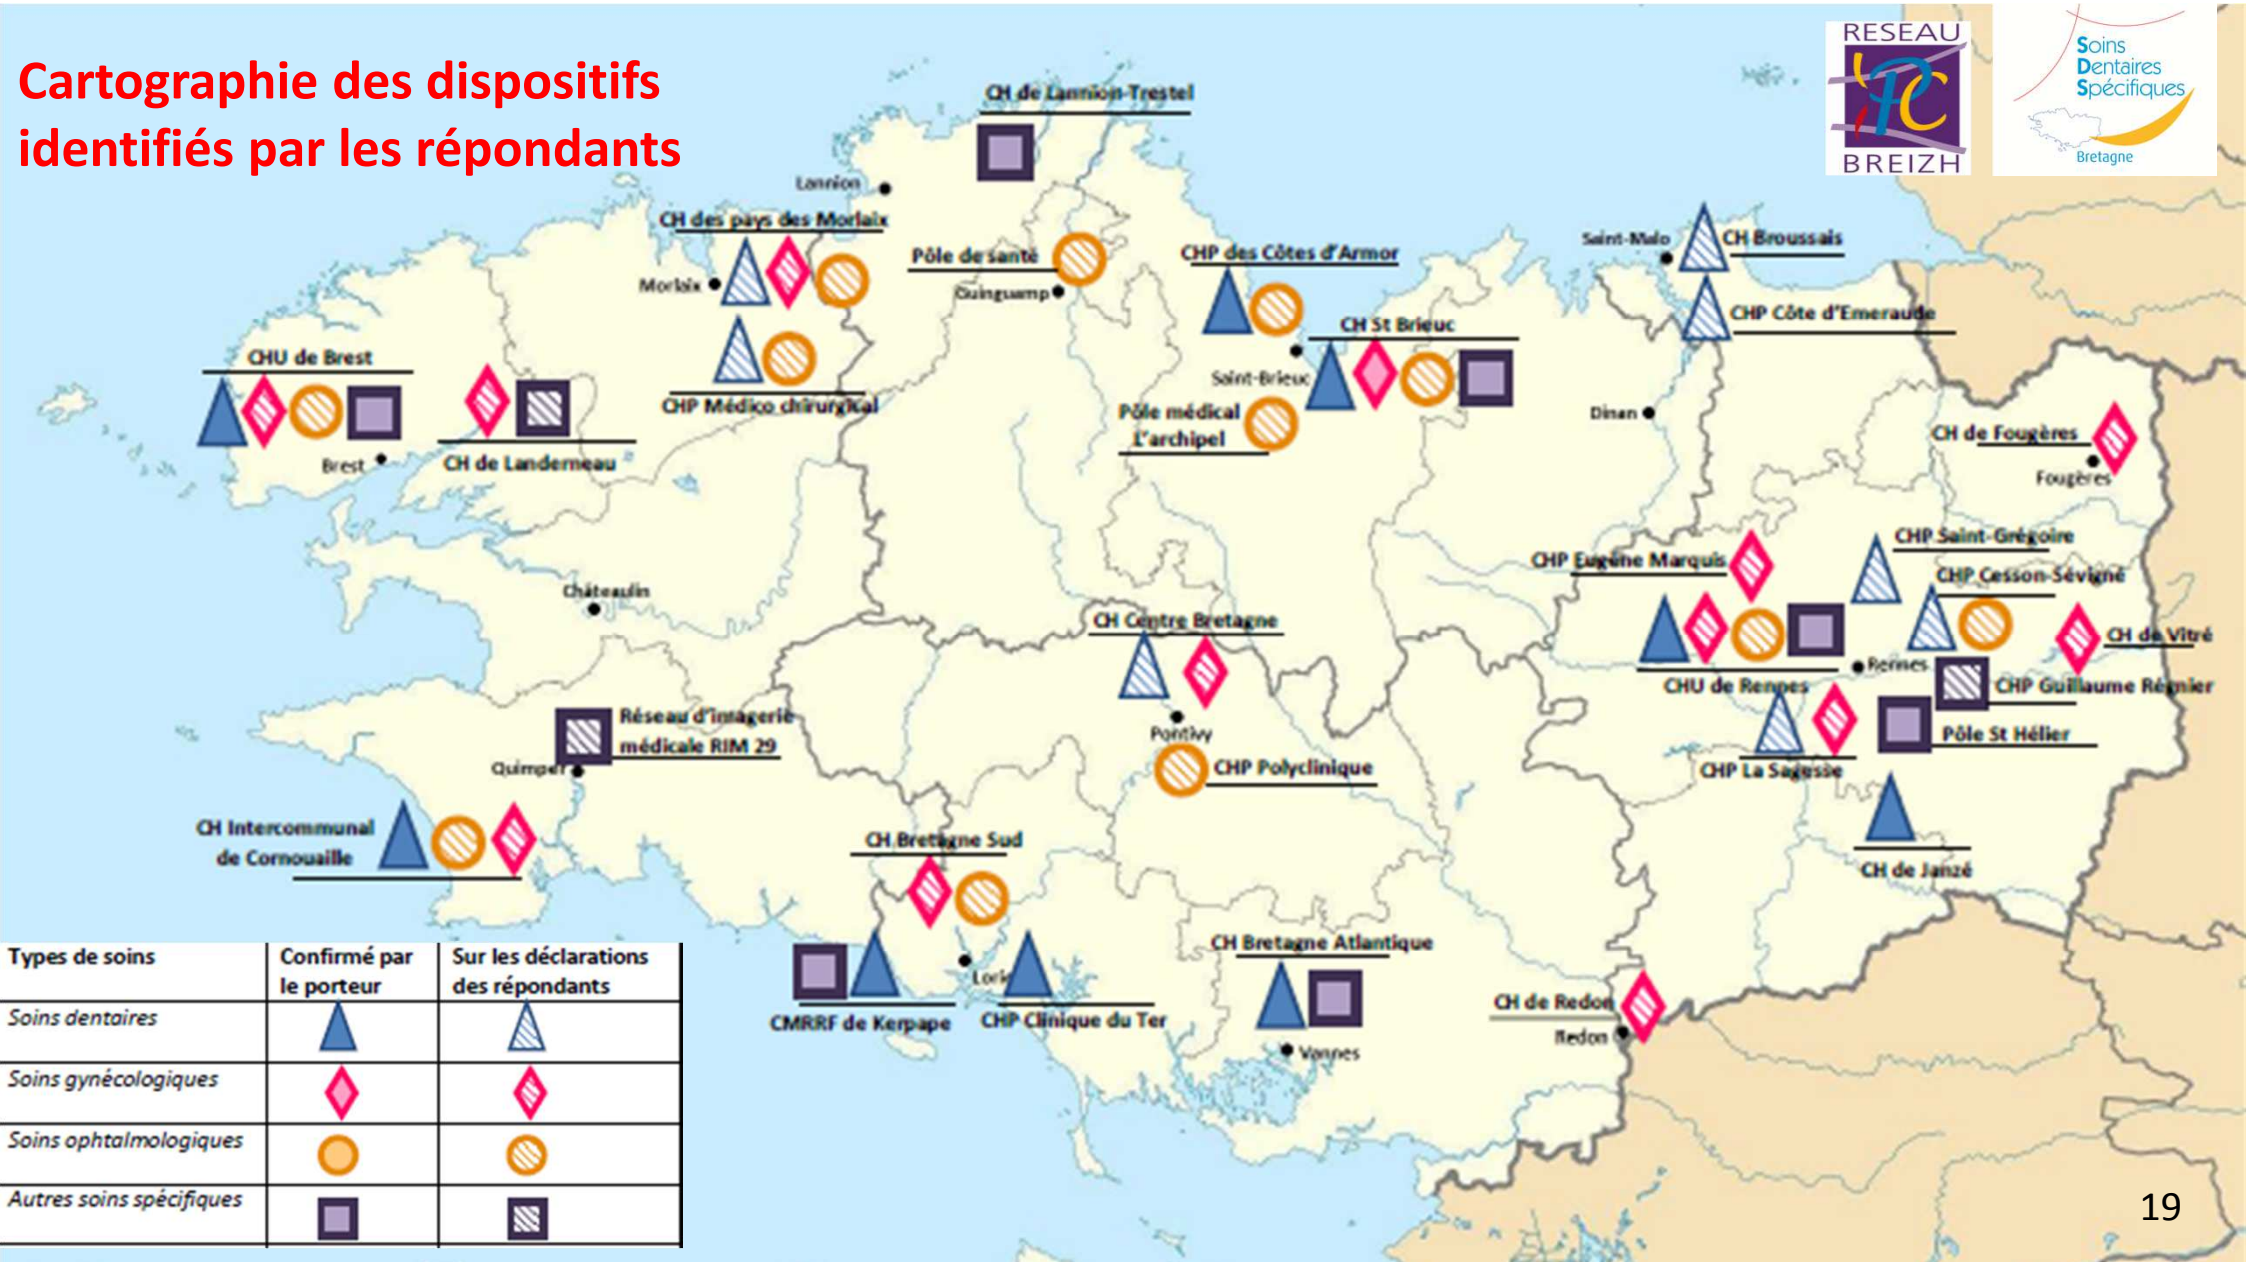 Cartographie des dispositifs
identifiés par les répondants
RESEAU
PC
BREIZH
Soins
Dentaires
Spécifiques
Bretagne
CH de Lannion-Trestel
Lannion
CH des pays des Morlaix
Morlaix
CHP Médico chirurgical
Pôle de santé
Guinguamp
CHP des Côtes d'Armor
CH St Brieuc
Saint-Brieuc
Pôle médical
L'archipel
Saint-Malo
CH Broussais
CHP Côte d'Emeraude
Dinan
CHU de Brest
Brest
CH de Landerneau
CH de Fougères
Fougères
Châteaulin
CHP Eugène Marquis
CHP Saint-Grégoire
CHP Cesson-Sévigné
CH de Vitré
CHU de Rennes
Rennes
CHP Guillaume Régnier
Pôle St Hélier
CHP La Sagesse
CH de Janzé
CH Centre Bretagne
Pontivy
CHP Polyclinique
Réseau d'imagerie
médicale RIM 29
Quimper
CH Intercommunal
de Cornouaille
CH Bretagne Sud
Lorie
CMRRF de Kerpape
CHP Clinique du Ter
CH Bretagne Atlantique
Vannes
CH de Redon
Redon
Types de soins
Confirmé par
le porteur
Sur les déclarations
des répondants
Soins dentaires
Soins gynécologiques
Soins ophtalmologiques
Autres soins spécifiques
19